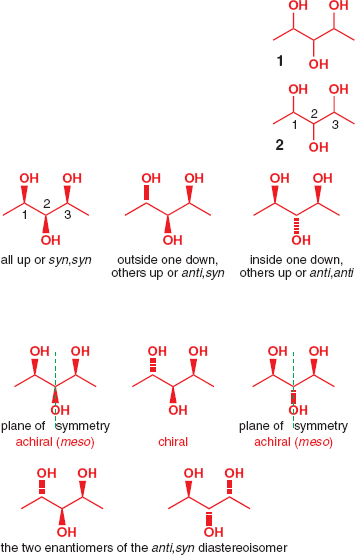 OH OH
OH
1
OH OH
2
1 3
OH
2
OH OH OH OH OH OH
2
1 3
OH OH OH
all up or syn,syn outside one down, inside one down,
others up or anti,syn others up or anti,anti
OH OH OH OH OH OH
OH OH OH
plane of symmetry plane of symmetry
achiral (meso) chiral achiral (meso)
OH OH OH OH
OH OH
the two enantiomers of the anti,syn diastereoisomer